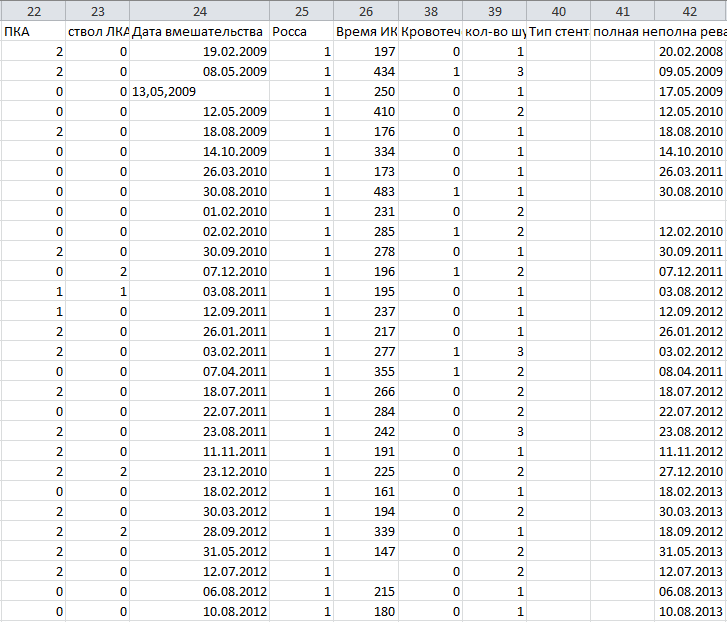 22 23 24 25 26 38 39 40 41 42
ПКА ствол ЛКА Дата вмешательства Росса Время ИК Кровотеч кол-во шу Тип стент полная неполна рева
2 0 19.02.2009 1 197 0 1 20.02.2008
2 0 08.05.2009 1 434 1 3 09.05.2009
0 0 13,05,2009 1 250 0 1 17.05.2009
0 0 12.05.2009 1 410 0 2 12.05.2010
2 0 18.08.2009 1 176 0 1 18.08.2010
0 0 14.10.2009 1 334 0 1 14.10.2010
0 0 26.03.2010 1 173 0 1 26.03.2011
0 0 30.08.2010 1 483 1 1 30.08.2010
0 0 01.02.2010 1 231 0 2
0 0 02.02.2010 1 285 1 2 12.02.2010
2 0 30.09.2010 1 278 0 1 30.09.2011
0 2 07.12.2010 1 196 1 2 07.12.2011
1 1 03.08.2011 1 195 0 1 03.08.2012
1 0 12.09.2011 1 237 0 1 12.09.2012
2 0 26.01.2011 1 217 0 1 26.01.2012
2 0 03.02.2011 1 277 1 3 03.02.2012
0 0 07.04.2011 1 355 1 2 08.04.2011
2 0 18.07.2011 1 266 0 2 18.07.2012
0 0 22.07.2011 1 284 0 2 22.07.2012
2 0 23.08.2011 1 242 0 3 23.08.2012
2 0 11.11.2011 1 191 0 1 11.11.2012
2 2 23.12.2010 1 225 0 2 27.12.2010
0 0 18.02.2012 1 161 0 1 18.02.2013
2 0 30.03.2012 1 194 0 2 30.03.2013
2 2 28.09.2012 1 339 0 1 18.09.2012
2 0 31.05.2012 1 147 0 2 31.05.2013
2 0 12.07.2012 1 0 2 12.07.2013
0 0 06.08.2012 1 215 0 1 06.08.2013
0 0 10.08.2012 1 180 0 1 10.08.2013